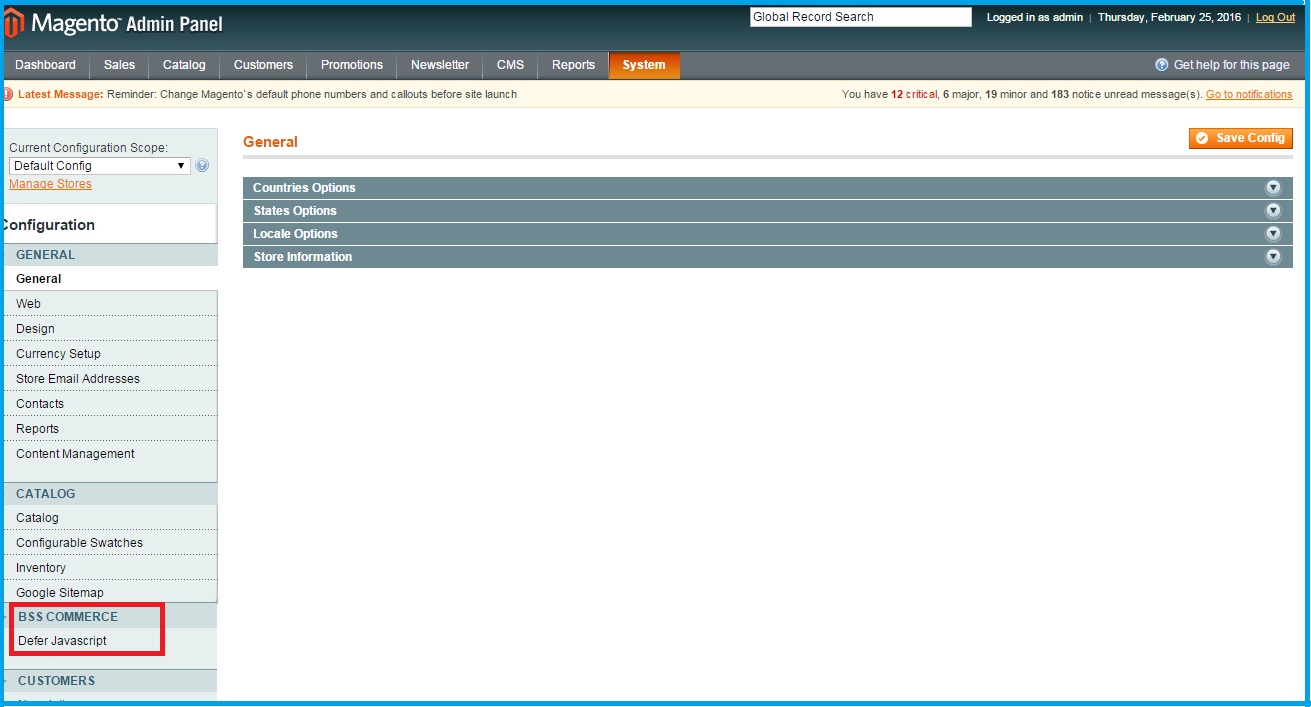 Magento Admin Panel
Global Record Search
Logged in as admin | Thursday, February 25, 2016 | Log Out
Dashboard Sales Catalog Customers Promotions Newsletter CMS Reports System Get help for this page
Latest Message: Reminder: Change Magento`s default phone numbers and callouts before site launch
You have 12 critical, 6 major, 19 minor and 183 notice unread message(s). Go to notifications
Current Configuration Scope:
Default Config
Manage Stores
Configuration
GENERAL
General
Web
Design
Currency Setup
Store Email Addresses
Contacts
Reports
Content Management
CATALOG
Catalog
Configurable Swatches
Inventory
Google Sitemap
BSS COMMERCE
Defer Javascript
CUSTOMERS
General
Save Config
Countries Options
States Options
Locale Options
Store Information